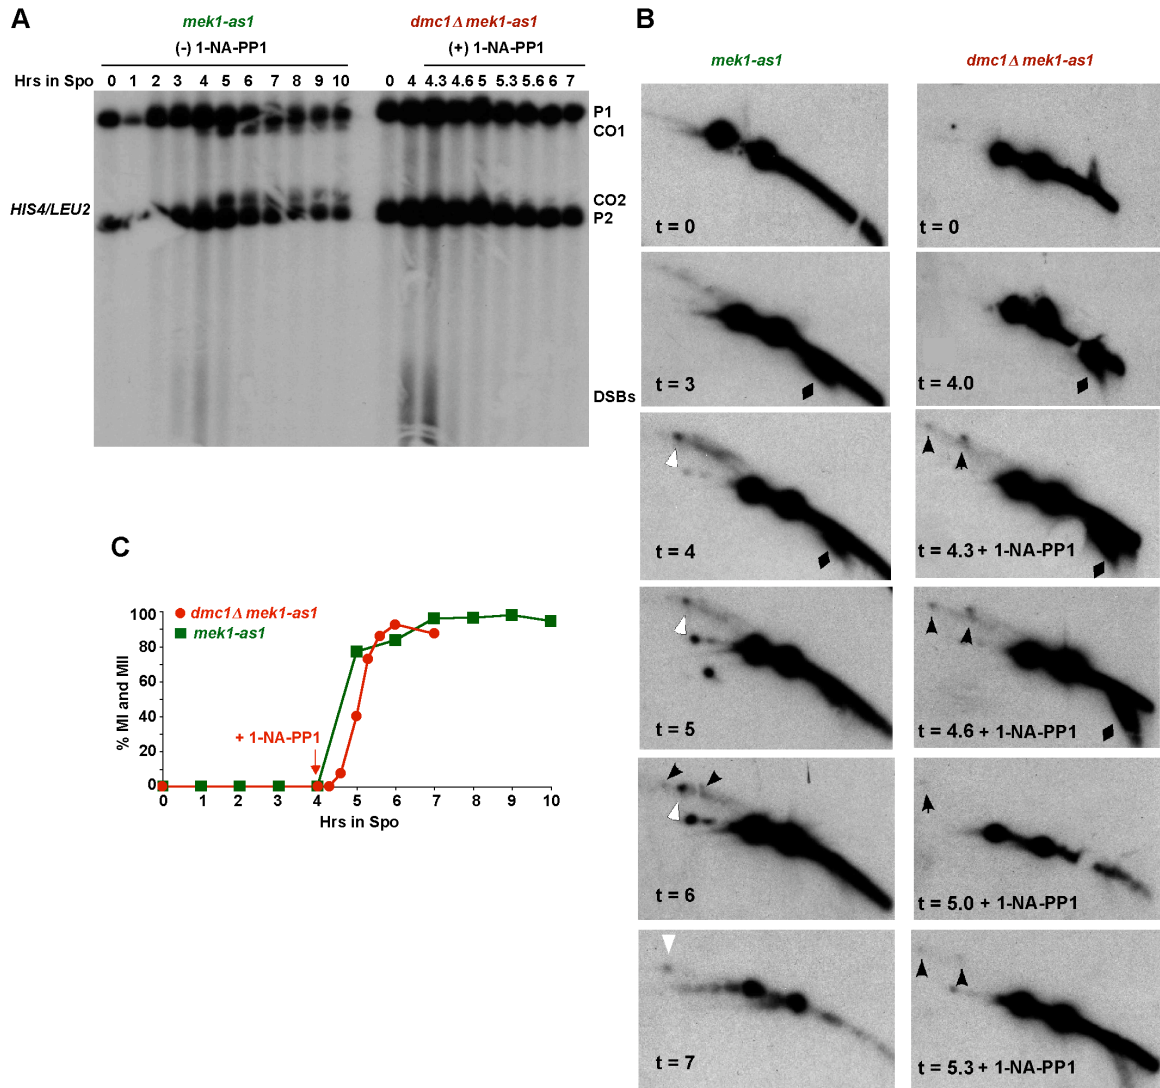 A
mek1-as1
dmc1Δ mek1-as1
(-) 1-NA-PP1
(+) 1-NA-PP1
Hrs in Spo
0 1 2 3 4 5 6 7 8 9 10
0 4 4.3 4.6 5 5.3 5.6 6 7
P1
CO1
HIS4/LEU2
CO2
P2
DSBs
B
mek1-as1
dmc1Δ mek1-as1
t = 0
t = 0
t = 3
t = 4.0
t = 4
t = 4.3 + 1-NA-PP1
t = 5
t = 4.6 + 1-NA-PP1
t = 6
t = 5.0 + 1-NA-PP1
t = 7
t = 5.3 + 1-NA-PP1
C
dmc1Δ mek1-as1
mek1-as1
% MI and MII
100
80
60
40
20
0
+ 1-NA-PP1
0 1 2 3 4 5 6 7 8 9 10
Hrs in Spo